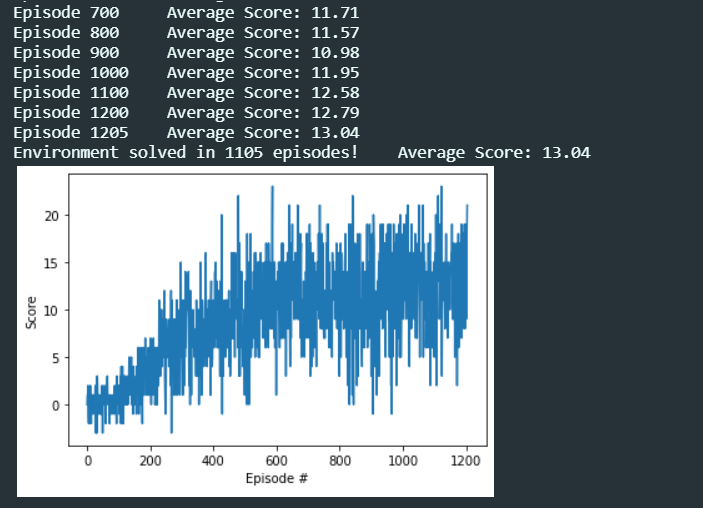 Episode 700 Average Score: 11.71
Episode 800 Average Score: 11.57
Episode 900 Average Score: 10.98
Episode 1000 Average Score: 11.95
Episode 1100 Average Score: 12.58
Episode 1200 Average Score: 12.79
Episode 1205 Average Score: 13.04
Environment solved in 1105 episodes! Average Score: 13.04
20
15
10
5
0
Score
0 200 400 600 800 1000 1200
Episode #